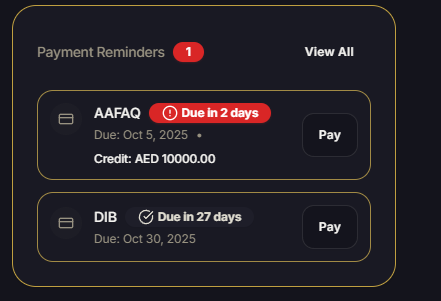 Payment Reminders 1 View All
AAFAQ Due in 2 days
Due: Oct 5, 2025 •
Credit: AED 10000.00
Pay
DIB Due in 27 days
Due: Oct 30, 2025
Pay